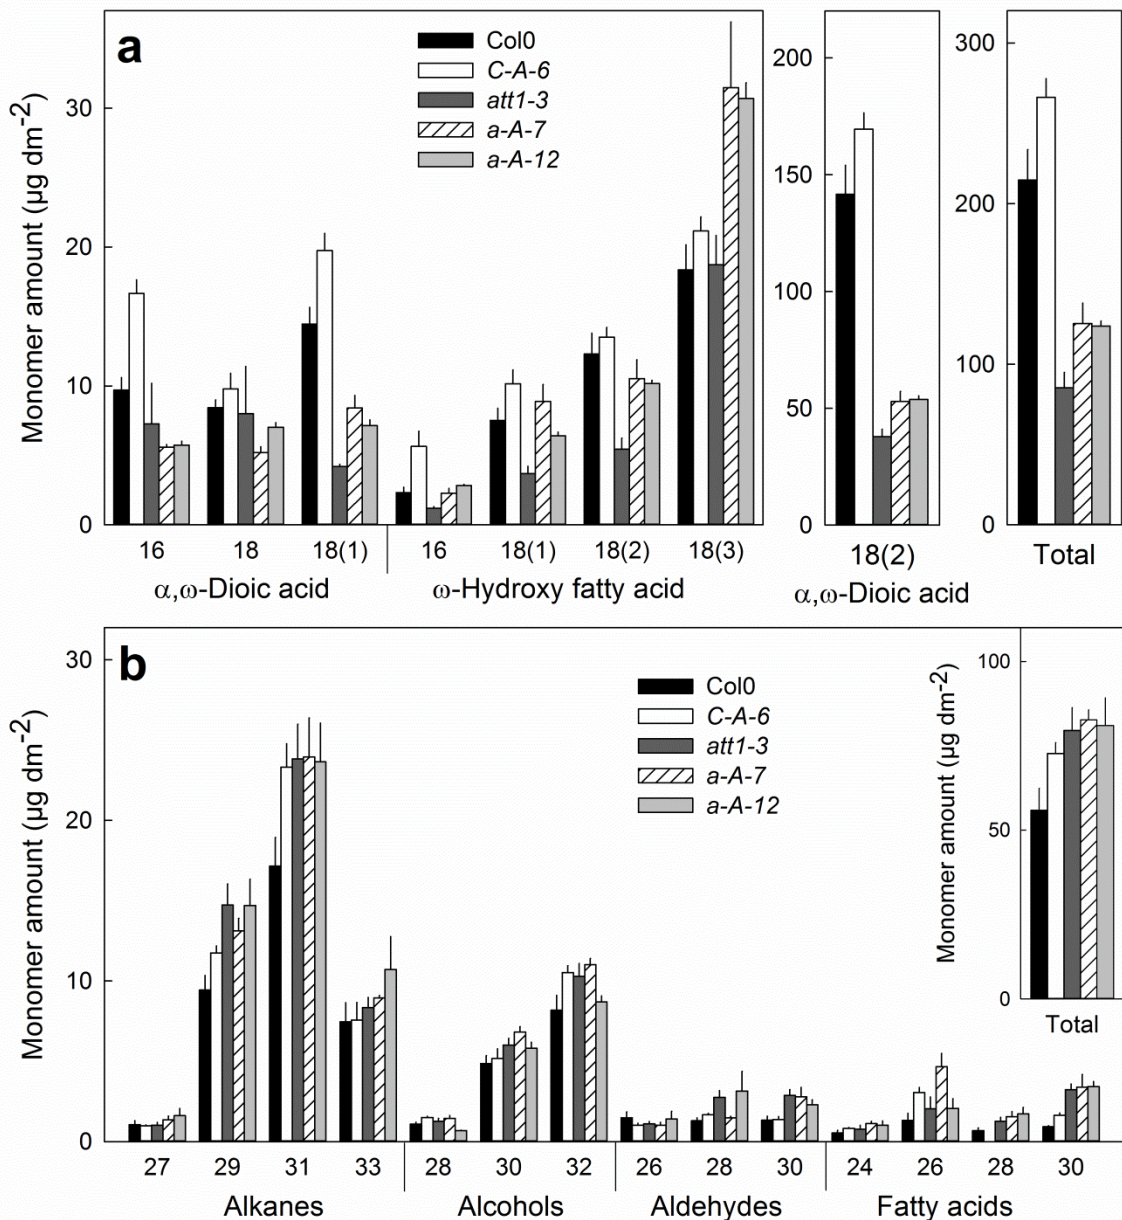 a
Col0
C-A-6
att1-3
a-A-7
a-A-12
Monomer amount (µg dm-2)
30
20
10
0
200
150
100
50
0
300
200
100
0
16 18 18(1) 16 18(1) 18(2) 18(3) 18(2) Total
α,ω-Dioic acid ω-Hydroxy fatty acid α,ω-Dioic acid
b
Col0
C-A-6
att1-3
a-A-7
a-A-12
Monomer amount (µg dm-2)
30
20
10
0
Monomer amount (µg dm-2)
100
50
0
Total
27 29 31 33 28 30 32 26 28 30 24 26 28 30
Alkanes Alcohols Aldehydes Fatty acids